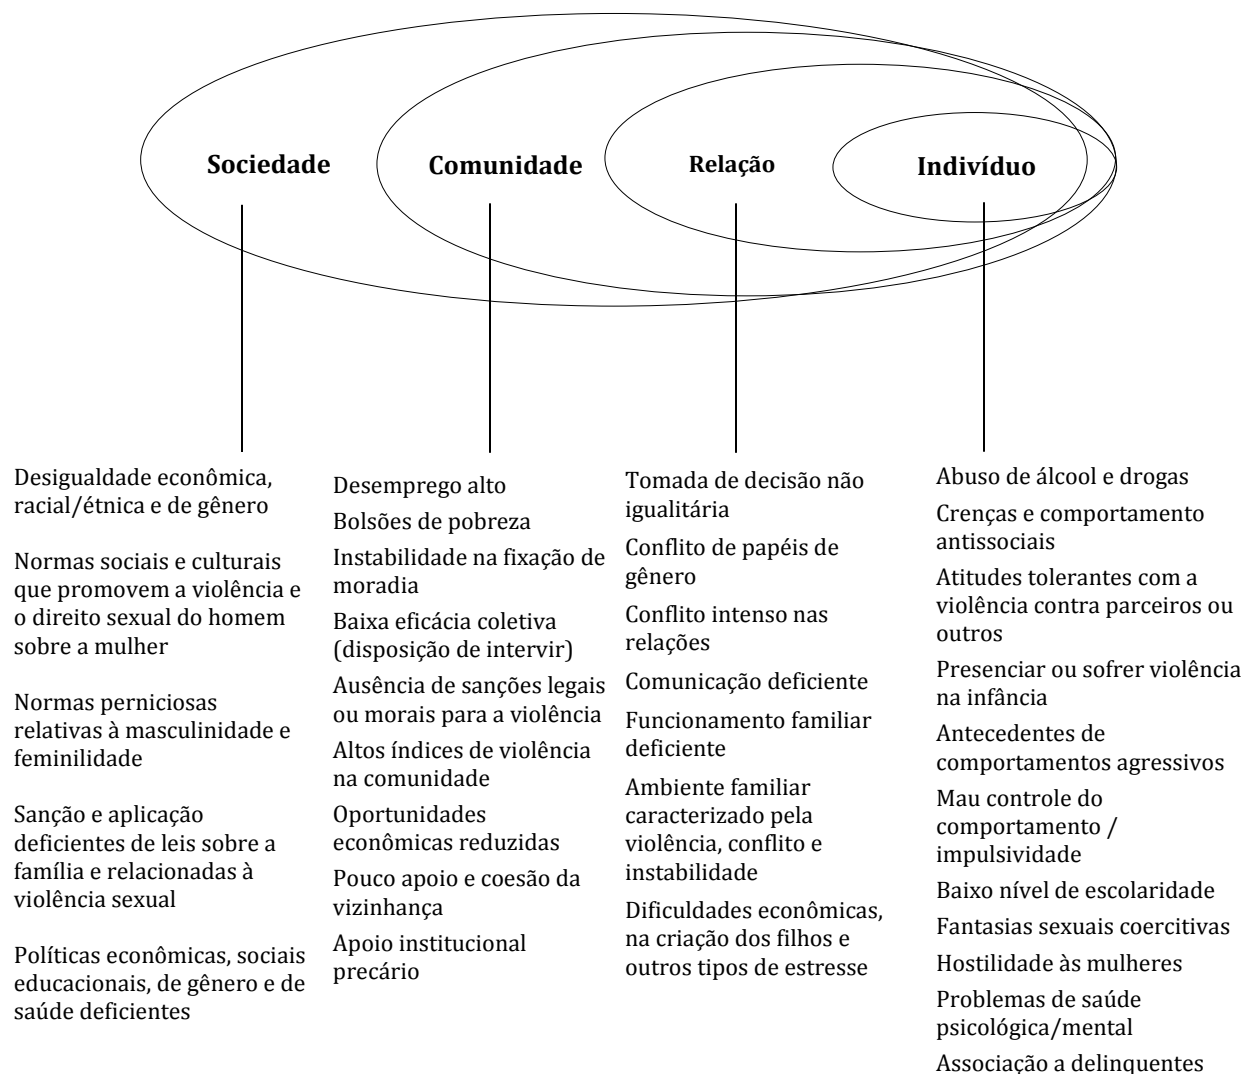 Sociedade
Comunidade
Relação
Indivíduo
Desigualdade econômica,
racial/étnica e de gênero
Normas sociais e culturais
que promovem a violência e
o direito sexual do homem
sobre a mulher
Normas perniciosas
relativas à masculinidade e
feminilidade
Sanção e aplicação
deficientes de leis sobre a
família e relacionadas à
violência sexual
Políticas econômicas, sociais
educacionais, de gênero e de
saúde deficientes
Desemprego alto
Bolsões de pobreza
Instabilidade na fixação de
moradia
Baixa eficácia coletiva
(disposição de intervir)
Ausência de sanções legais
ou morais para a violência
Altos índices de violência
na comunidade
Oportunidades
econômicas reduzidas
Pouco apoio e coesão da
vizinhança
Apoio institucional
precário
Tomada de decisão não
igualitária
Conflito de papéis de
gênero
Conflito intenso nas
relações
Comunicação deficiente
Funcionamento familiar
deficiente
Ambiente familiar
caracterizado pela
violência, conflito e
instabilidade
Dificuldades econômicas,
na criação dos filhos e
outros tipos de estresse
Abuso de álcool e drogas
Crenças e comportamento
antissociais
Atitudes tolerantes com a
violência contra parceiros ou
outros
Presenciar ou sofrer violência
na infância
Antecedentes de
comportamentos agressivos
Mau controle do
comportamento /
impulsividade
Baixo nível de escolaridade
Fantasias sexuais coercitivas
Hostilidade às mulheres
Problemas de saúde
psicológica/mental
Associação a delinquentes